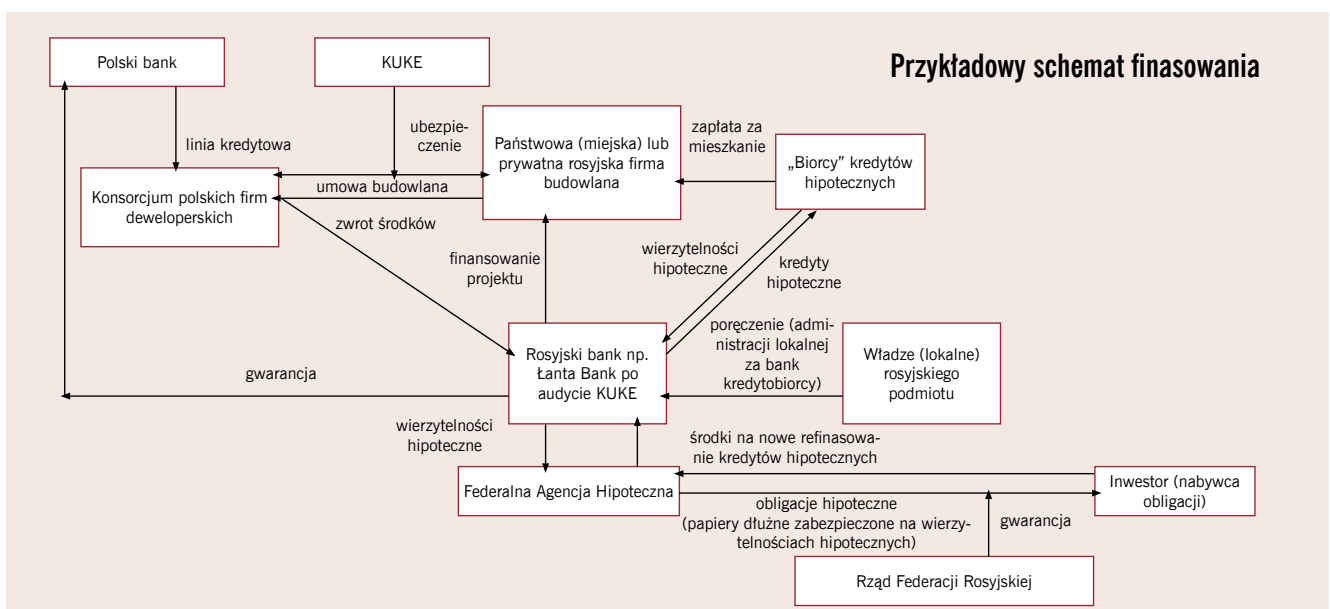 Przykładowy schemat finasowania
Polski bank
KUKE
linia kredytowa
ubezpie-
czenie
Państwowa (miejska) lub
prywatna rosyjska firma
budowlana
zapłata za
mieszkanie
„Biorcy” kredytów
hipotecznych
Konsorcjum polskich firm
deweloperskich
umowa budowlana
zwrot środków
finansowanie
projektu
wierzytelności
hipoteczne
kredyty
hipoteczne
Rosyjski bank np.
Łanta Bank po
audycie KUKE
poręczenie (admi-
nistracji lokalnej
za bank
kredytobiorcy)
Władze (lokalne)
rosyjskiego
podmiotu
gwarancja
wierzytelności
hipoteczne
środki na nowe refinasowa-
nie kredytów hipotecznych
Federalna Agencja Hipoteczna
Inwestor (nabywca
obligacji)
obligacje hipoteczne
(papiery dłużne zabezpieczone na wierzy-
telnościach hipotecznych)
gwarancja
Rząd Federacji Rosyjskiej